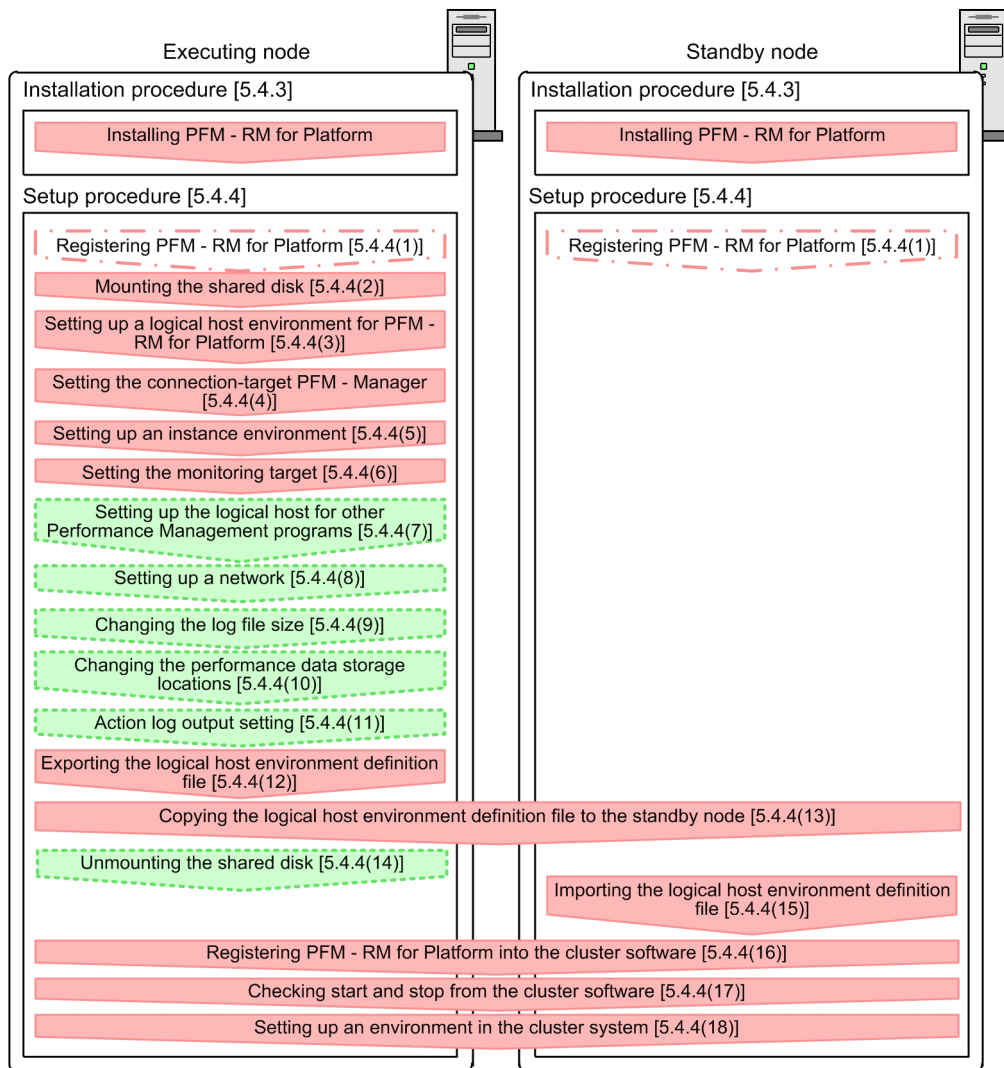 Executing node
Standby node
Installation procedure [5.4.3]
Installation procedure [5.4.3]
Installing PFM - RM for Platform
Installing PFM - RM for Platform
Setup procedure [5.4.4]
Setup procedure [5.4.4]
Registering PFM - RM for Platform [5.4.4(1)]
Registering PFM - RM for Platform [5.4.4(1)]
Mounting the shared disk [5.4.4(2)]
Setting up a logical host environment for PFM -
RM for Platform [5.4.4(3)]
Setting the connection-target PFM - Manager
[5.4.4(4)]
Setting up an instance environment [5.4.4(5)]
Setting the monitoring target [5.4.4(6)]
Setting up the logical host for other
Performance Management programs [5.4.4(7)]
Setting up a network [5.4.4(8)]
Changing the log file size [5.4.4(9)]
Changing the performance data storage
locations [5.4.4(10)]
Action log output setting [5.4.4(11)]
Exporting the logical host environment definition
file [5.4.4(12)]
Copying the logical host environment definition file to the standby node [5.4.4(13)]
Unmounting the shared disk [5.4.4(14)]
Importing the logical host environment definition
file [5.4.4(15)]
Registering PFM - RM for Platform into the cluster software [5.4.4(16)]
Checking start and stop from the cluster software [5.4.4(17)]
Setting up an environment in the cluster system [5.4.4(18)]